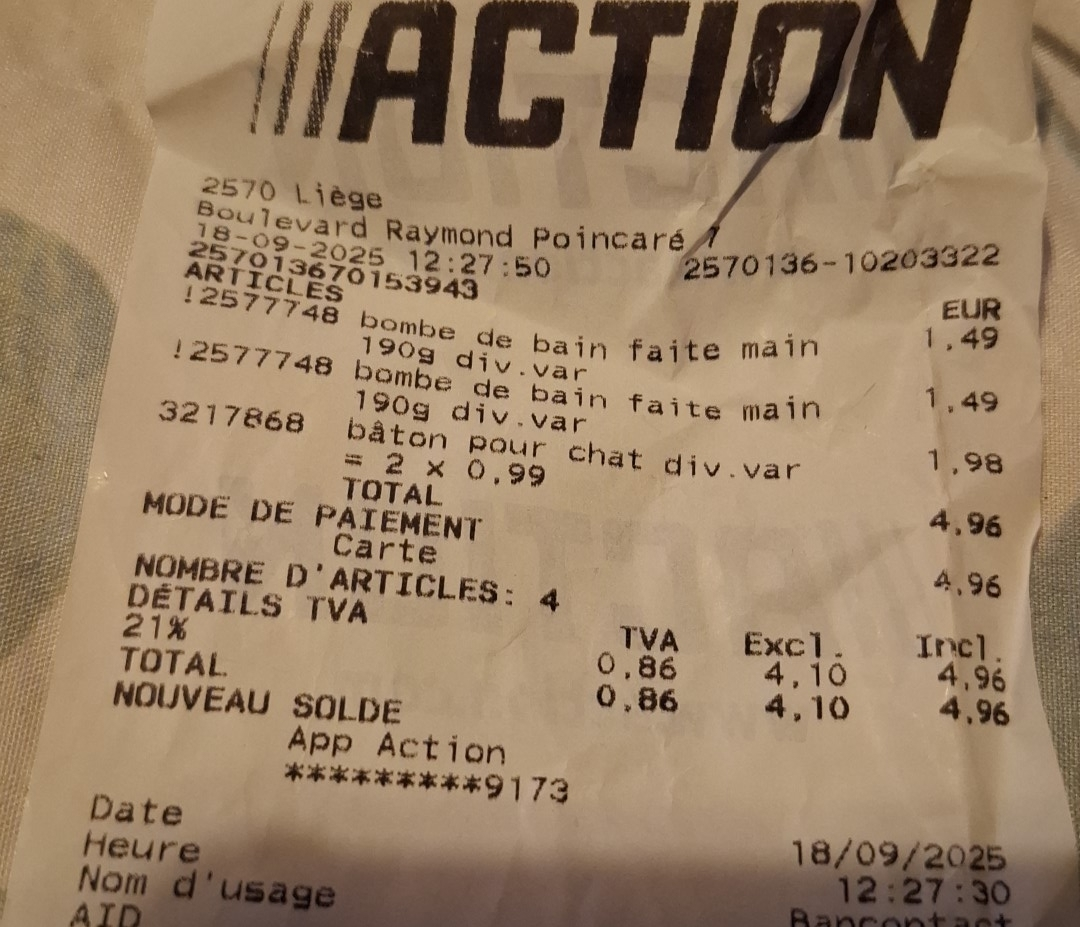 ACTION
2570 Liège
Boulevard Raymond Poincaré 7
18-09-2025 12:27:50 2570136-10203322
257013670153943
ARTICLES EUR
!2577748 bombe de bain faite main 1,49
190g div.var
!2577748 bombe de bain faite main 1,49
190g div.var
3217868 bâton pour chat div.var 1,98
= 2 x 0,99
TOTAL 4,96
MODE DE PAIEMENT
Carte 4,96
NOMBRE D'ARTICLES: 4
DÉTAILS TVA TVA Excl. Incl.
21% 0,86 4,10 4,96
TOTAL 0,86 4,10 4,96
NOUVEAU SOLDE
App Action
*********9173
Date 18/09/2025
Heure 12:27:30
Nom d'usage Bancontact
AID